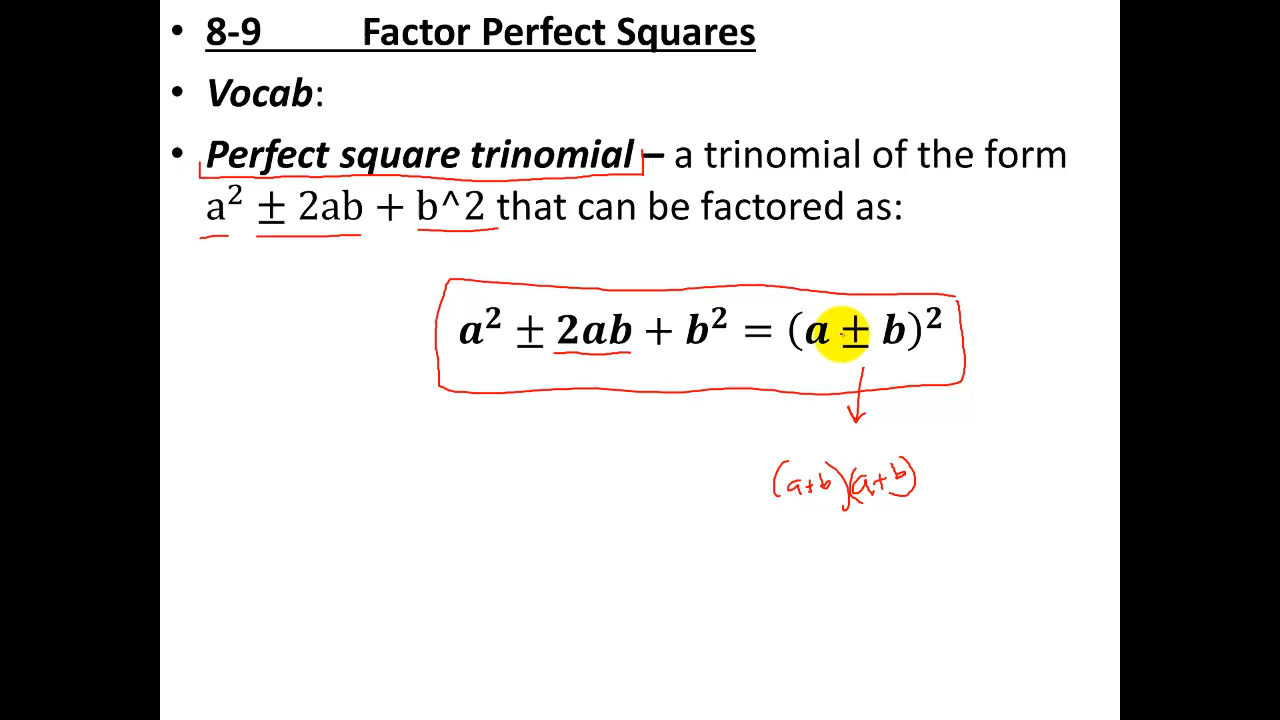 • 8-9 Factor Perfect Squares
• Vocab:
• Perfect square trinomial – a trinomial of the form
a² ± 2ab + b^2 that can be factored as:
a² ± 2ab + b² = (a ± b)²
(a+b)(a+b)